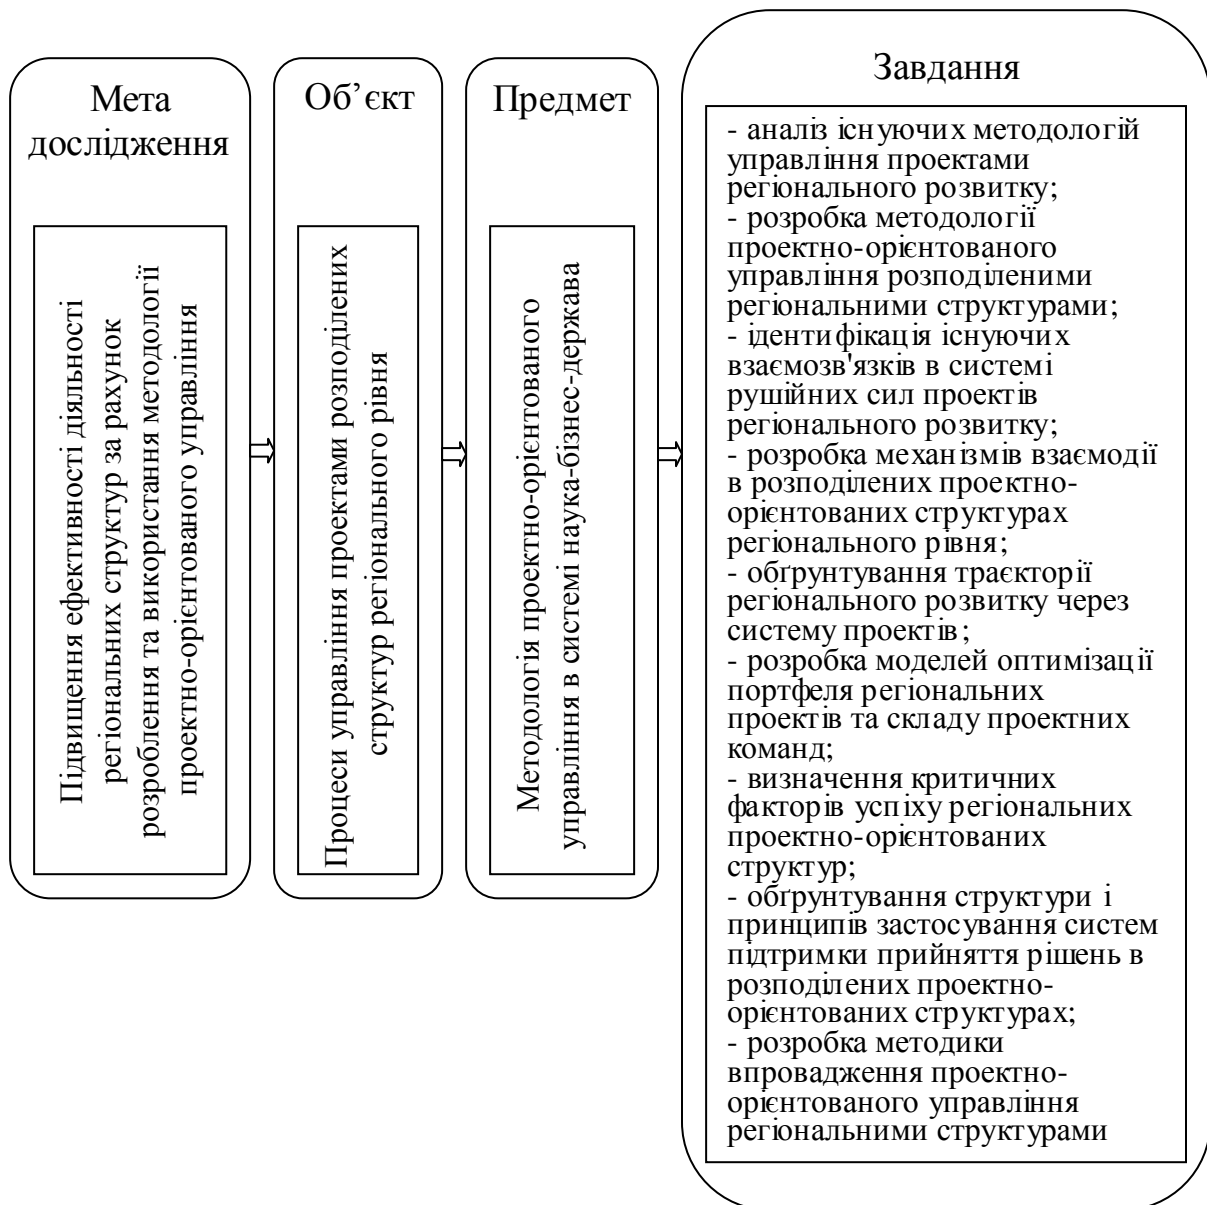 Мета
дослідження
Підвищення ефективності діяльності
регіональних структур за рахунок
розроблення та використання методології
проектно-орієнтованого управління
Об’єкт
Процеси управління проектами розподілених
структур регіонального рівня
Предмет
Методологія проектно-орієнтованого
управління в системі наука-бізнес-держава
Завдання
- аналіз існуючих методологій
управління проектами
регіонального розвитку;
- розробка методології
проектно-орієнтованого
управління розподіленими
регіональними структурами;
- ідентифікація існуючих
взаємозв'язків в системі
рушійних сил проектів
регіонального розвитку;
- розробка механізмів взаємодії
в розподілених проектно-
орієнтованих структурах
регіонального рівня;
- обґрунтування траєкторії
регіонального розвитку через
систему проектів;
- розробка моделей оптимізації
портфеля регіональних
проектів та складу проектних
команд;
- визначення критичних
факторів успіху регіональних
проектно-орієнтованих
структур;
- обґрунтування структури і
принципів застосування систем
підтримки прийняття рішень в
розподілених проектно-
орієнтованих структурах;
- розробка методики
впровадження проектно-
орієнтованого управління
регіональними структурами